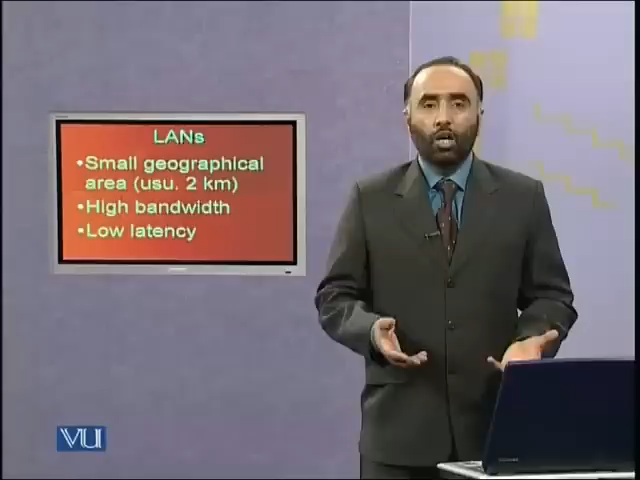 LANs
•Small geographical
area (usu. 2 km)
•High bandwidth
•Low latency
VU